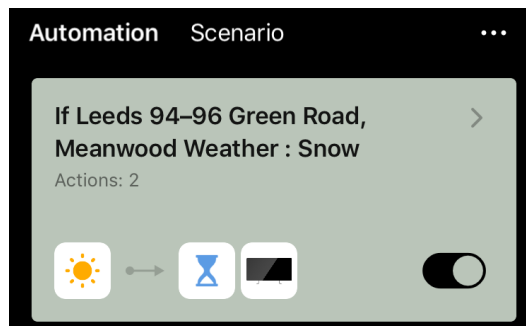 Automation Scenario
If Leeds 94–96 Green Road,
Meanwood Weather : Snow
Actions: 2